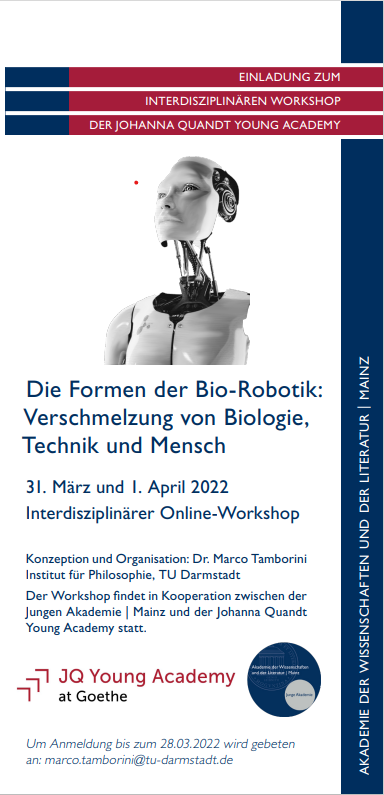 EINLADUNG ZUM
INTERDISZIPLINÄREN WORKSHOP
DER JOHANNA QUANDT YOUNG ACADEMY
Die Formen der Bio-Robotik:
Verschmelzung von Biologie,
Technik und Mensch
31. März und 1. April 2022
Interdisziplinärer Online-Workshop
Konzeption und Organisation: Dr. Marco Tamborini
Institut für Philosophie, TU Darmstadt
Der Workshop findet in Kooperation zwischen der
Jungen Akademie | Mainz und der Johanna Quandt
Young Academy statt.
JQ Young Academy
at Goethe
Akademie der Wissenschaften
und der Literatur | Mainz
Junge Akademie
Um Anmeldung bis zum 28.03.2022 wird gebeten
an: marco.tamborini@tu-darmstadt.de
AKADEMIE DER WISSENSCHAFTEN UND DER LITERATUR | MAINZ